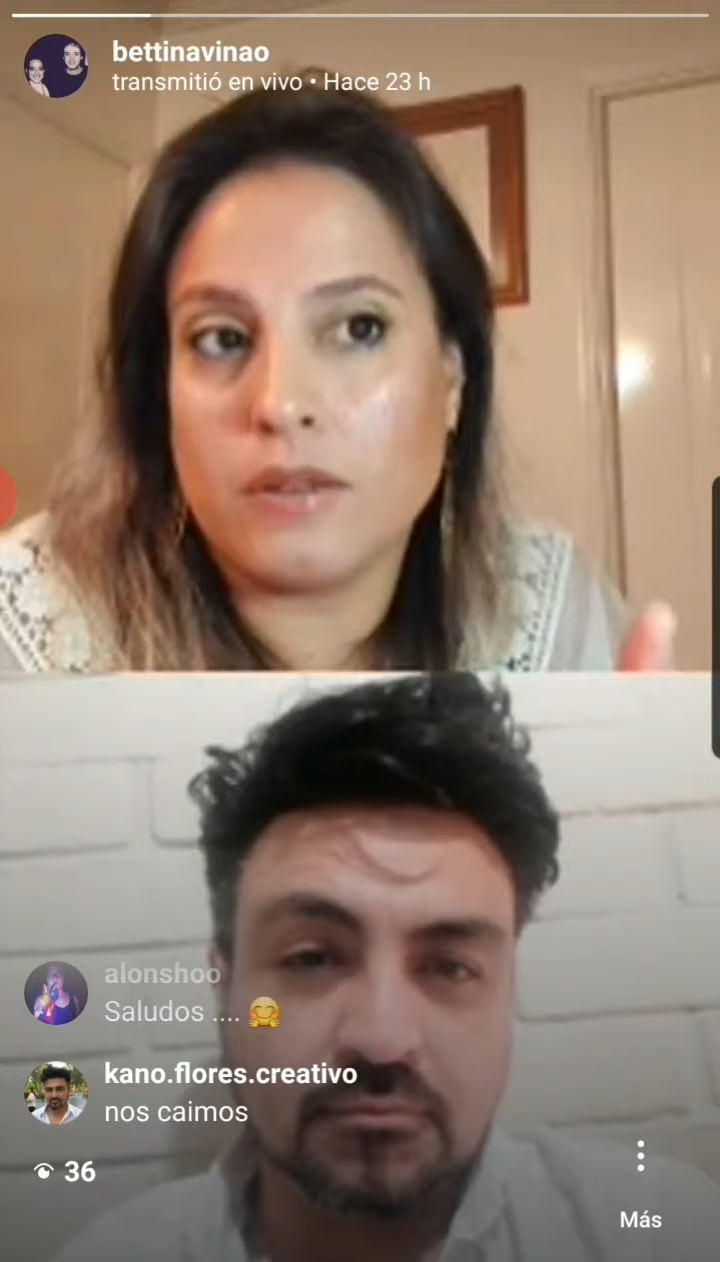 bettinavinao
transmitió en vivo • Hace 23 h
alonshoo
Saludos .... 🤗
kano.flores.creativo
nos caimos
36
Más